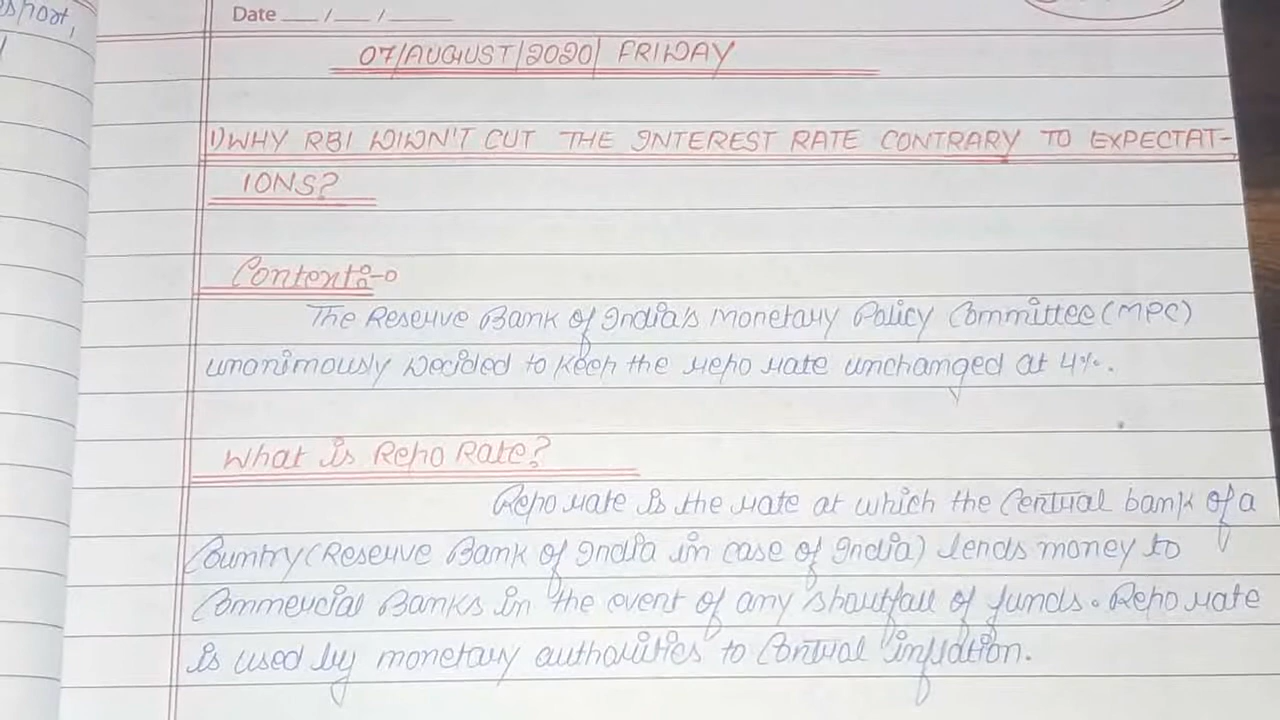 sport,
Date ___/___/_____
07/AUGUST/2020/ FRIDAY
1) WHY RBI DIDN'T CUT THE INTEREST RATE CONTRARY TO EXPECTAT-
IONS?
Content:-
The Reserve Bank of India's monetary Policy Committee (MPC)
unanimously Decided to Keep the repo rate unchanged at 4%.
What is Repo Rate?
Repo rate is the rate at which the Central bank of a
Country (Reserve Bank of India in case of India) lends money to
Commercial Banks in the event of any shortfall of funds. Repo rate
is used by monetary authorities to Control inflation.